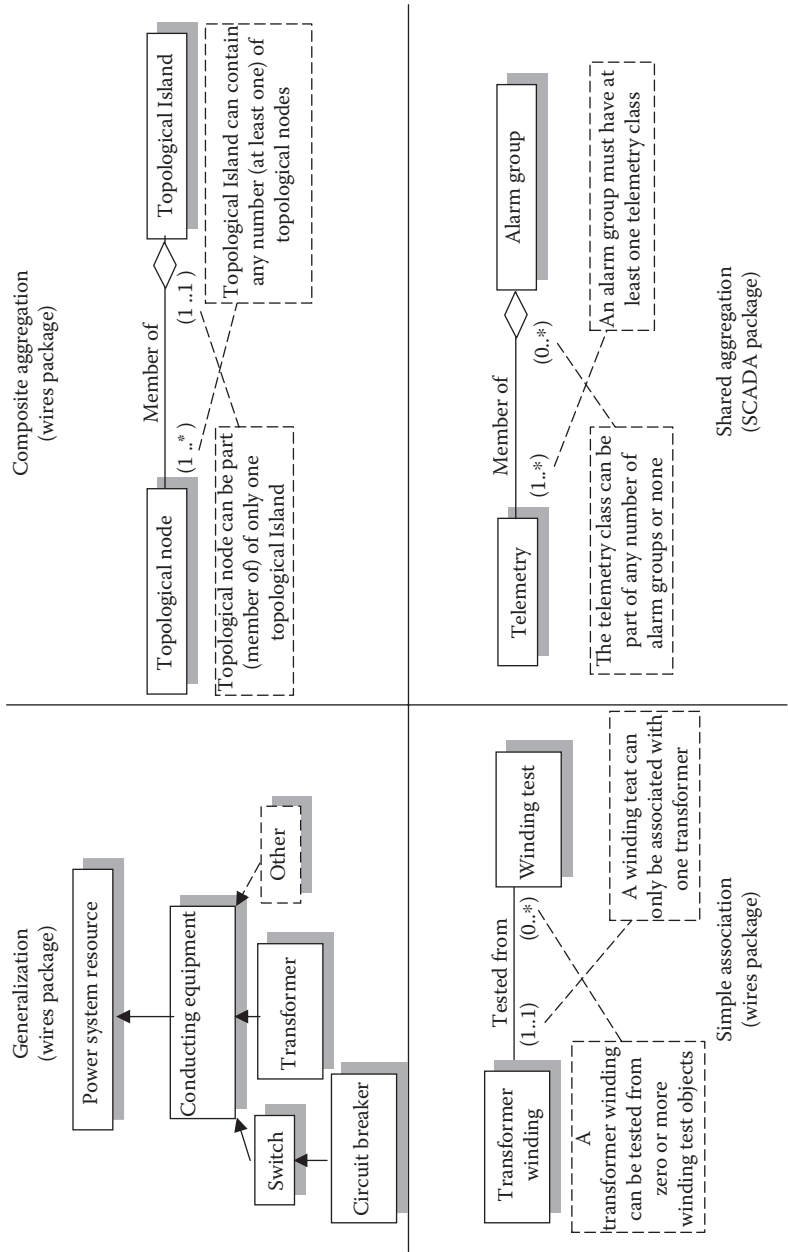 Generalization
(wires package)
Power system resource
Conducting equipment
Switch
Transformer
Other
Circuit breaker
Composite aggregation
(wires package)
Topological node
Member of
Topological Island
(1 ..*)
(1 ..1)
Topological node can be part
(member of) of only one
topological Island
Topological Island can contain
any number (at least one) of
topological nodes
Transformer
winding
Tested from
Winding test
(1..1)
(0..*)
A
transformer winding
can be tested from
zero or more
winding test objects
A winding teat can
only be associated with
one transformer
Simple association
(wires package)
Telemetry
Member of
Alarm group
(1..*)
(0..*)
The telemetry class can be
part of any number of
alarm groups or none
An alarm group must have at
least one telemetry class
Shared aggregation
(SCADA package)